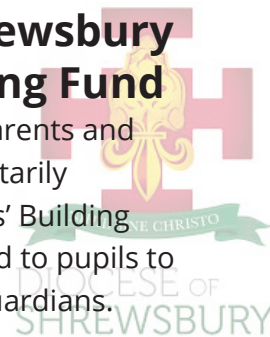 ewsbury
ng Fund
arents and
tarily
s' Building
d to pupils to
uardians.
NE CHRISTO
DIOCESE OF
SHREWSBURY